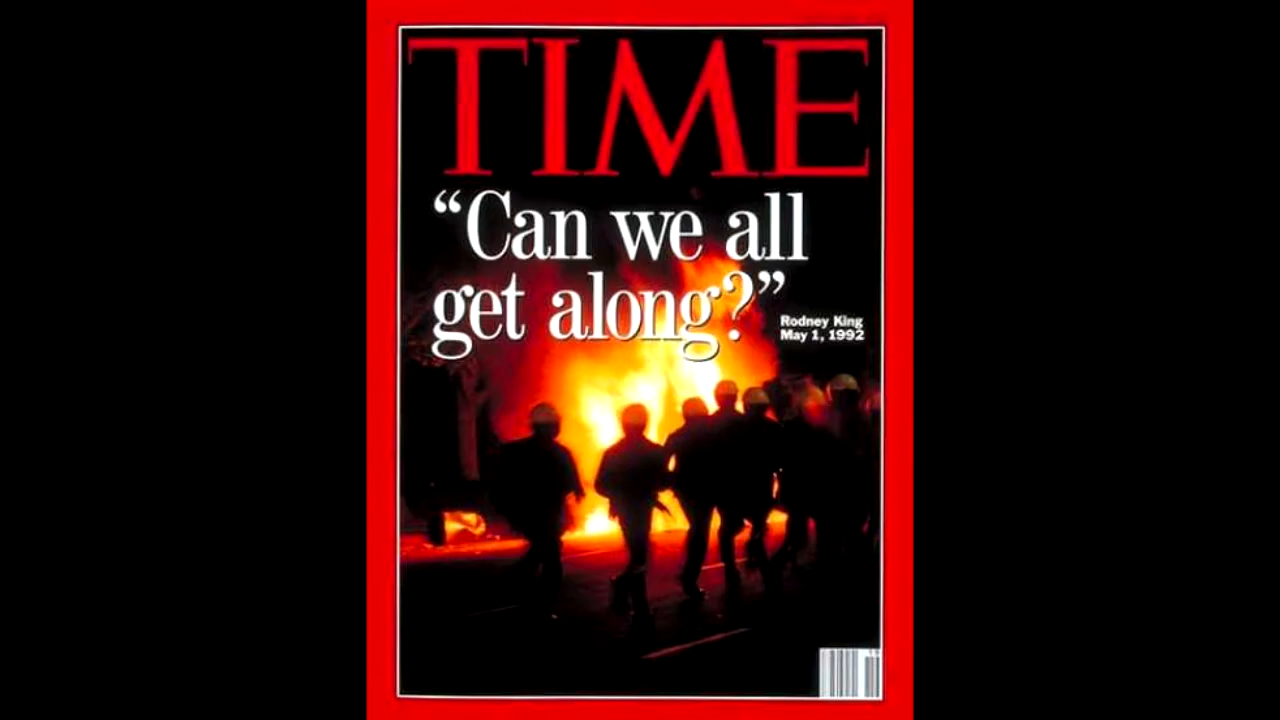 TIME
“Can we all
get along?”
Rodney King
May 1, 1992